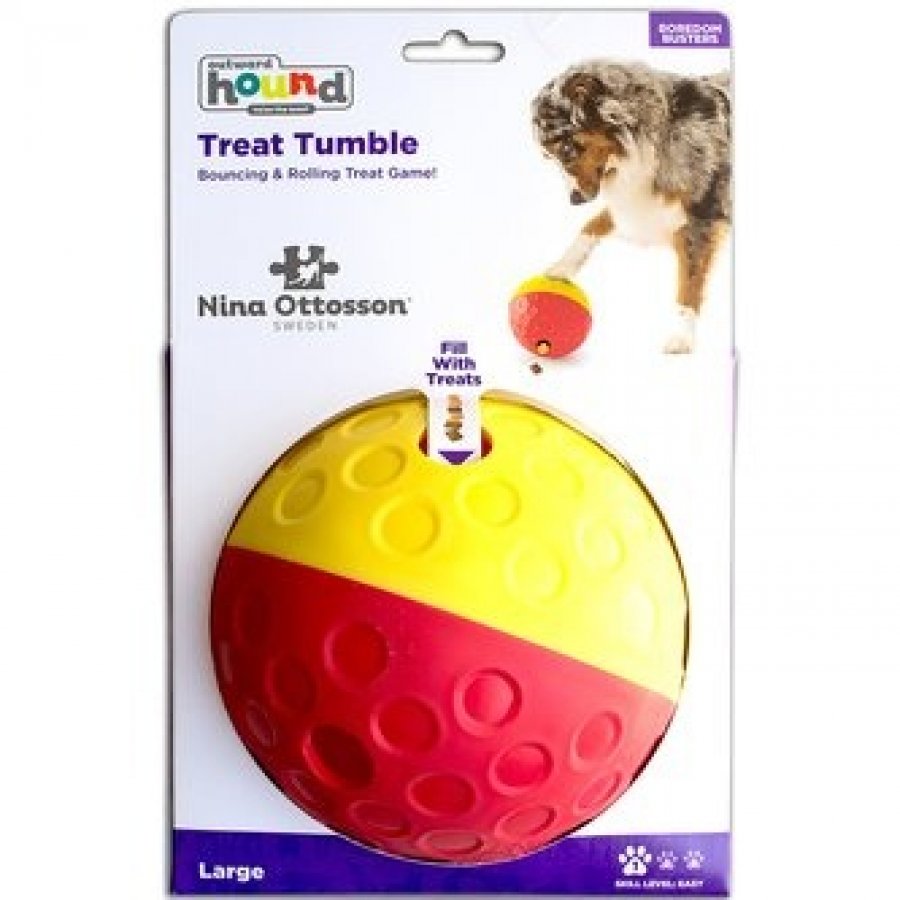 outward
hound
BOREDOM
BUSTERS
Treat Tumble
Bouncing & Rolling Treat Game!
Nina Ottosson®
SWEDEN
Fill
With
Treats
Large
1
SKILL LEVEL: EASY